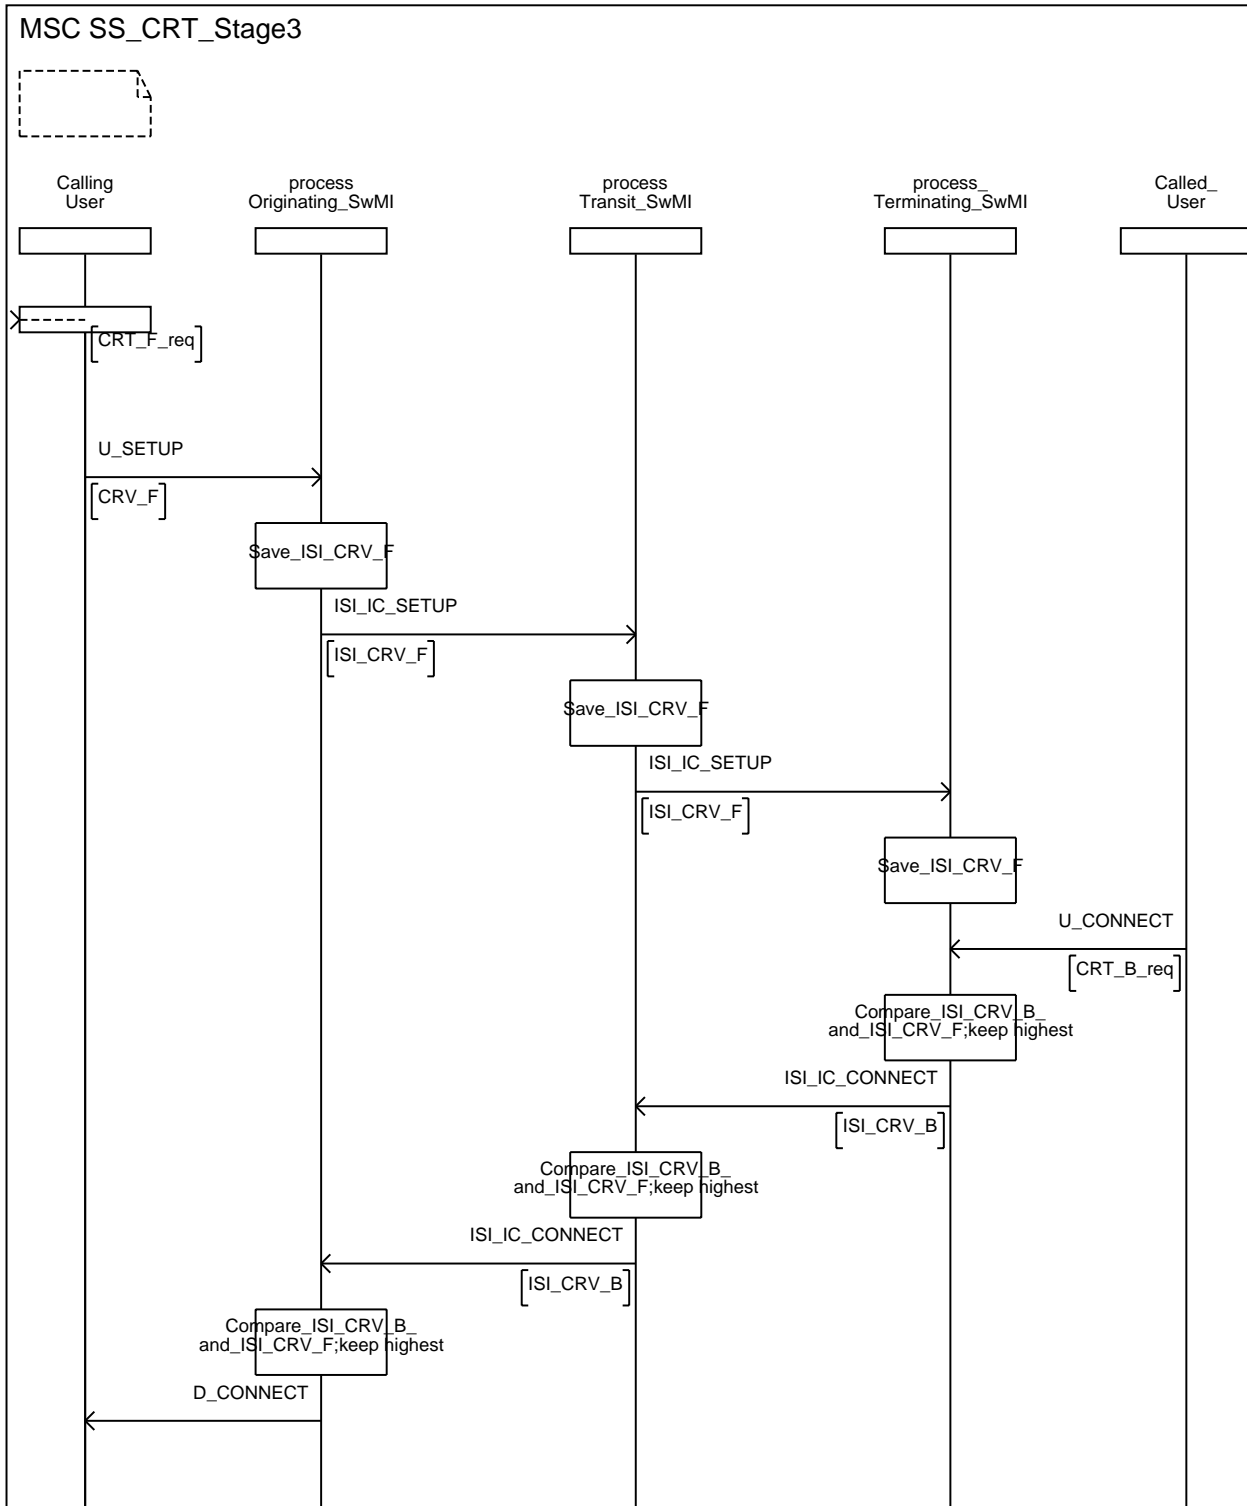 MSC SS_CRT_Stage3
Calling
User
process
Originating_SwMI
process
Transit_SwMI
process_
Terminating_SwMI
Called_
User
CRT_F_req
U_SETUP
CRV_F
Save_ISI_CRV_F
ISI_IC_SETUP
ISI_CRV_F
Save_ISI_CRV_F
ISI_IC_SETUP
ISI_CRV_F
Save_ISI_CRV_F
U_CONNECT
CRT_B_req
Compare_ISI_CRV_B_
and_ISI_CRV_F;keep highest
ISI_IC_CONNECT
ISI_CRV_B
Compare_ISI_CRV_B_
and_ISI_CRV_F;keep highest
ISI_IC_CONNECT
ISI_CRV_B
Compare_ISI_CRV_B_
and_ISI_CRV_F;keep highest
D_CONNECT